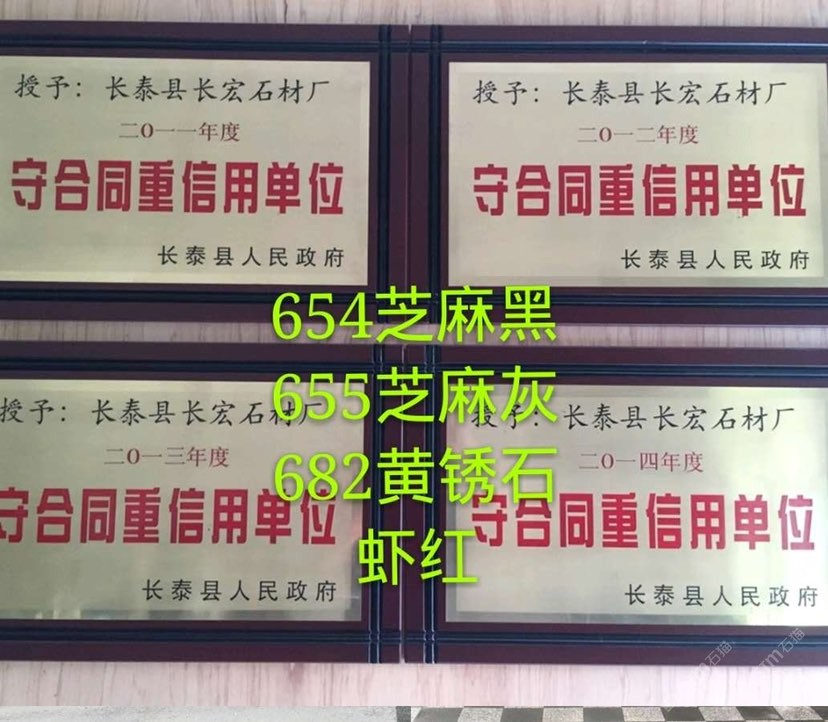 授予：长泰县长宏石材厂
二〇一一年度
守合同重信用单位
长泰县人民政府
授予：长泰县长宏石材厂
二〇一二年度
守合同重信用单位
长泰县人民政府
654芝麻黑
655芝麻灰
682黄锈石
虾红
授予：长泰县长宏石材厂
二〇一三年度
守合同重信用单位
长泰县人民政府
授予：长泰县长宏石材厂
二〇一四年度
守合同重信用单位
长泰县人民政府
石猫
石猫